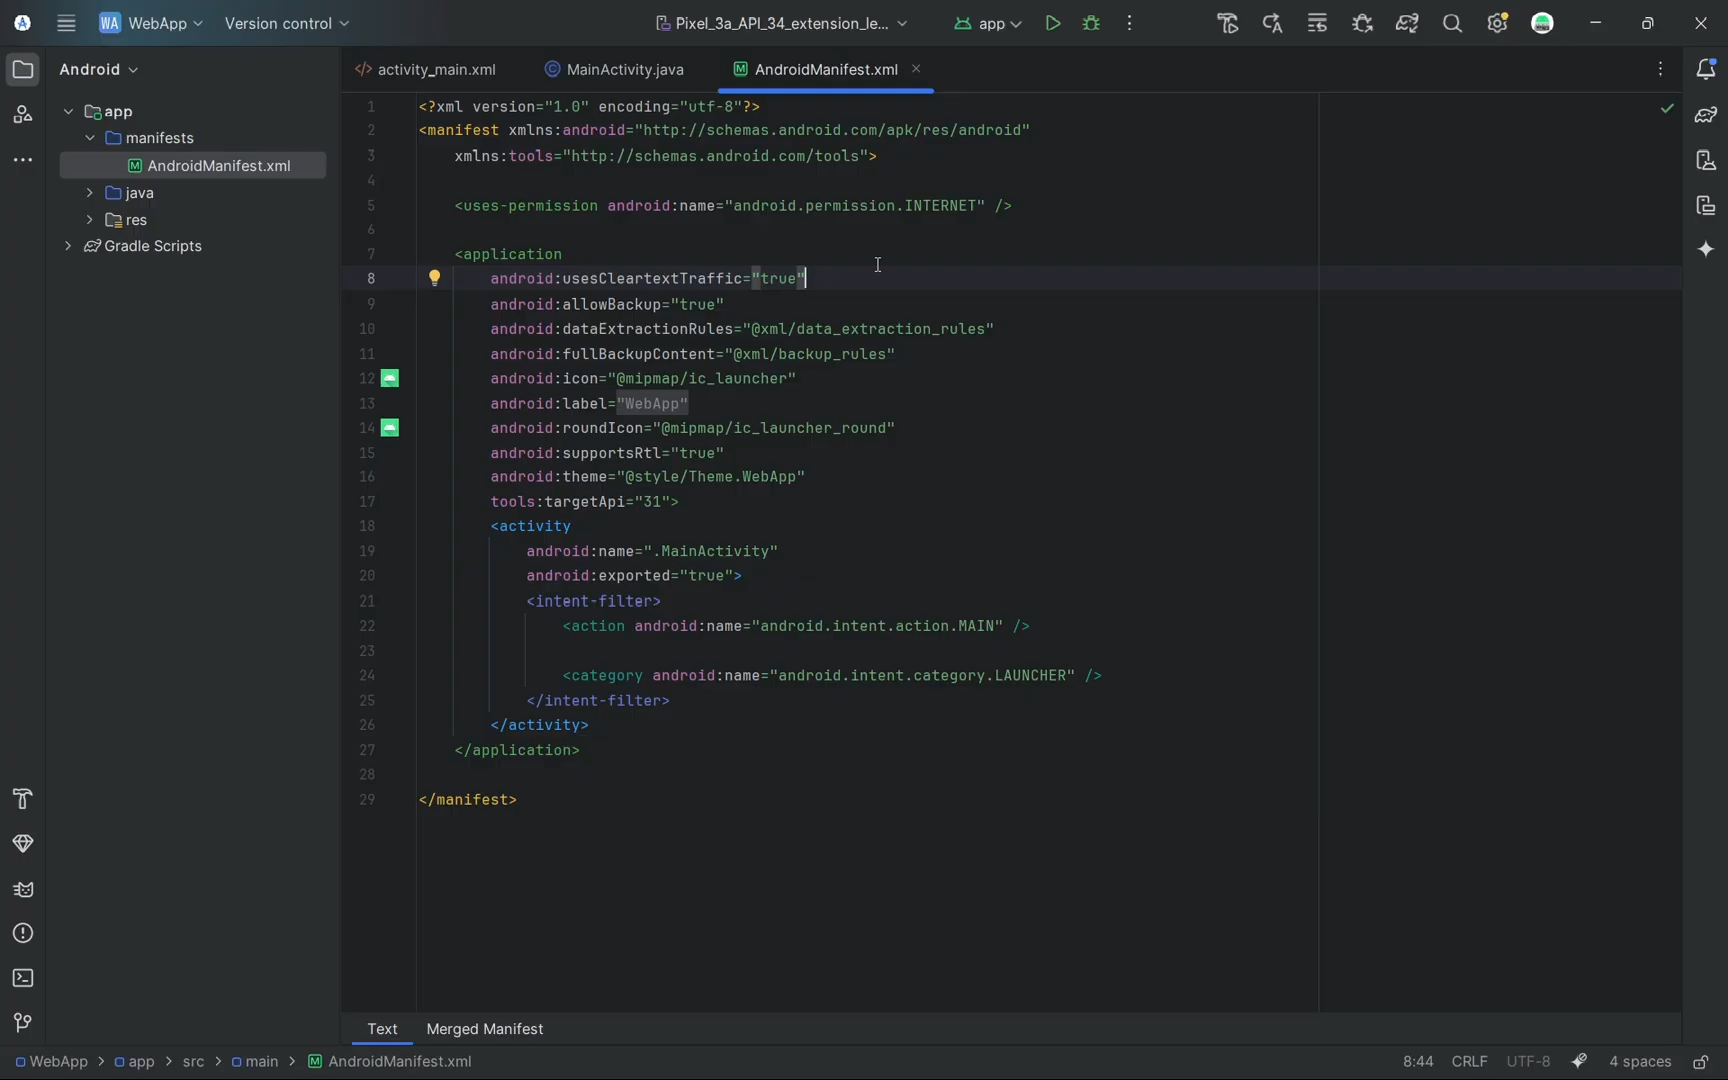 WA WebApp
Version control
Pixel_3a_API_34_extension_le...
app
Android
activity_main.xml
MainActivity.java
AndroidManifest.xml
app
manifests
AndroidManifest.xml
java
res
Gradle Scripts
1 <?xml version="1.0" encoding="utf-8"?>
2 <manifest xmlns:android="http://schemas.android.com/apk/res/android"
3 xmlns:tools="http://schemas.android.com/tools">
4
5 <uses-permission android:name="android.permission.INTERNET" />
6
7 <application
8 android:usesCleartextTraffic="true"
9 android:allowBackup="true"
10 android:dataExtractionRules="@xml/data_extraction_rules"
11 android:fullBackupContent="@xml/backup_rules"
12 android:icon="@mipmap/ic_launcher"
13 android:label="WebApp"
14 android:roundIcon="@mipmap/ic_launcher_round"
15 android:supportsRtl="true"
16 android:theme="@style/Theme.WebApp"
17 tools:targetApi="31">
18 <activity
19 android:name=".MainActivity"
20 android:exported="true">
21 <intent-filter>
22 <action android:name="android.intent.action.MAIN" />
23
24 <category android:name="android.intent.category.LAUNCHER" />
25 </intent-filter>
26 </activity>
27 </application>
28
29 </manifest>
Text
Merged Manifest
WebApp > app > src > main > AndroidManifest.xml
8:44
CRLF
UTF-8
4 spaces